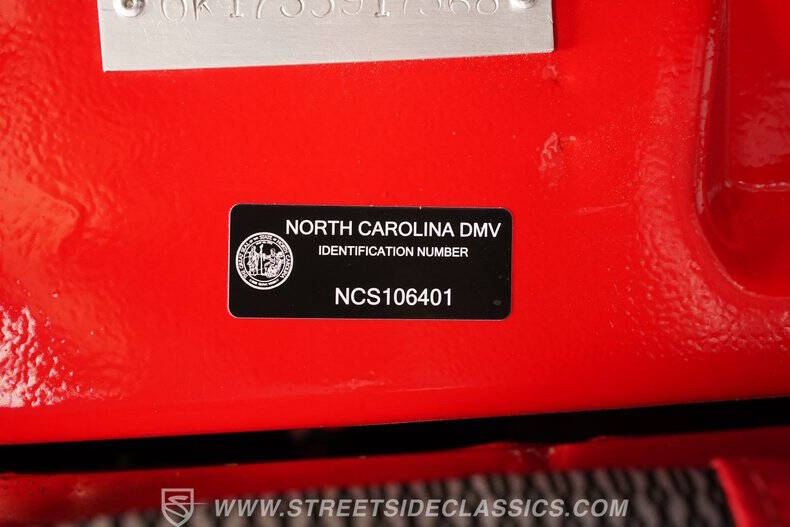 NORTH CAROLINA DMV
IDENTIFICATION NUMBER
NCS106401
WWW.STREETSIDECLASSICS.COM